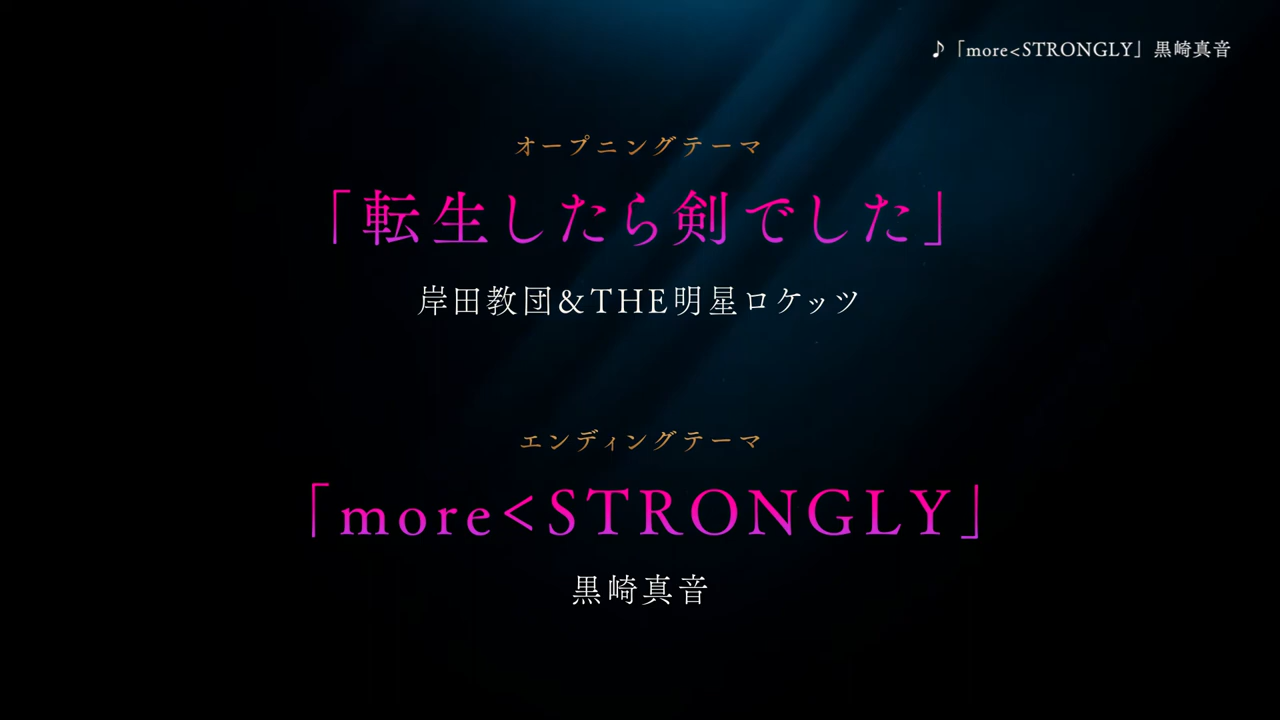 ♪「more<STRONGLY」黒崎真音
オープニングテーマ
「転生したら剣でした」
岸田教団&THE明星ロケッツ
エンディングテーマ
「more<STRONGLY」
黒崎真音